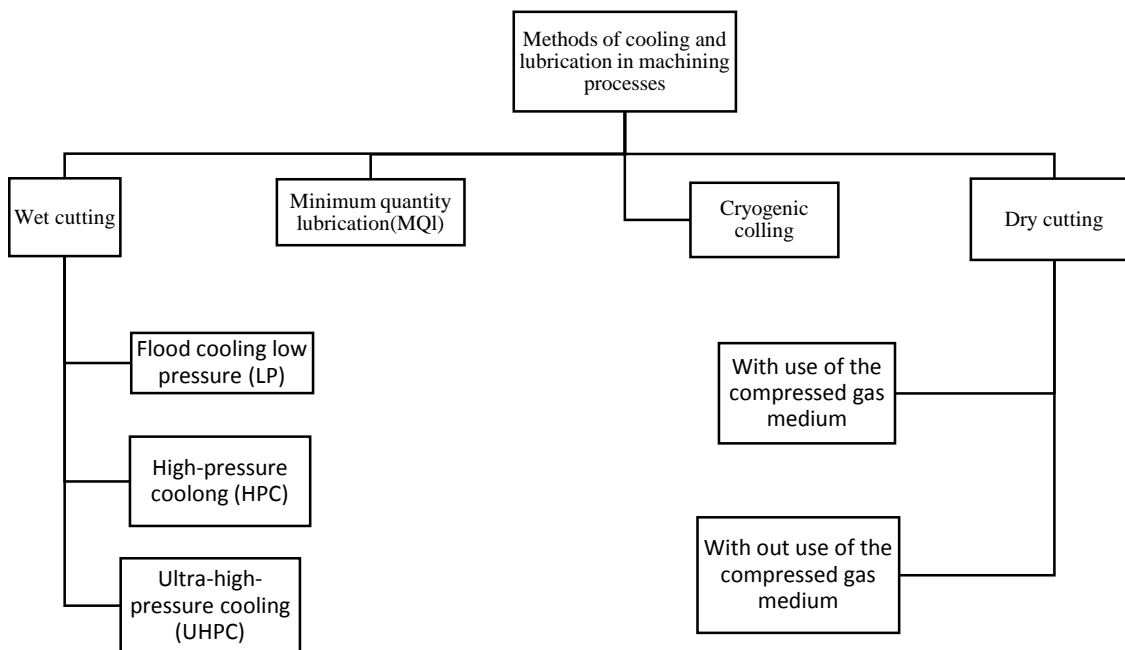 Methods of cooling and
lubrication in machining
processes
Wet cutting
Minimum quantity
lubrication(MQl)
Cryogenic
colling
Dry cutting
Flood cooling low
pressure (LP)
High-pressure
coolong (HPC)
Ultra-high-
pressure cooling
(UHPC)
With use of the
compressed gas
medium
With out use of the
compressed gas
medium